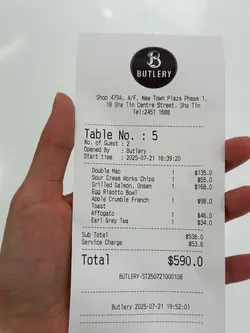 B
BUTLERY
Shop 479A, 4/F, New Town Plaza Phase 1,
18 Sha Tin Centre Street, Sha Tin
Tel:2451 1688
Table No. : 5
No. of Guest : 2
Opened By : Butlery
Start time : 2025-07-21 18:39:20
Double Mac 1 $135.0
Sour Cream Works Chips 1 $55.0
Grilled Salmon, Onsen 1 $168.0
Egg Risotto Bowl
Apple Crumble French 1 $98.0
Toast
Affogato 1 $46.0
Earl Grey Tea 1 $34.0
Sub Total $536.0
Service Charge $53.6
Total $590.0
BUTLERY-ST250721000108
Butlery 2025-07-21 19:52:01